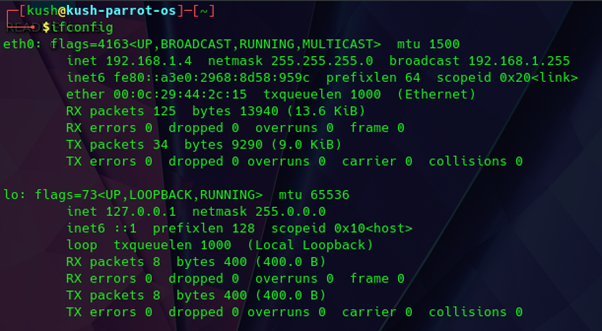 ┌─[kush@kush-parrot-os]─[~]
└──╼ $ifconfig
eth0: flags=4163<UP,BROADCAST,RUNNING,MULTICAST>  mtu 1500
        inet 192.168.1.4  netmask 255.255.255.0  broadcast 192.168.1.255
        inet6 fe80::a3e0:2968:8d58:959c  prefixlen 64  scopeid 0x20<link>
        ether 00:0c:29:44:2c:15  txqueuelen 1000  (Ethernet)
        RX packets 125  bytes 13940 (13.6 KiB)
        RX errors 0  dropped 0  overruns 0  frame 0
        TX packets 34  bytes 9290 (9.0 KiB)
        TX errors 0  dropped 0 overruns 0  carrier 0  collisions 0

lo: flags=73<UP,LOOPBACK,RUNNING>  mtu 65536
        inet 127.0.0.1  netmask 255.0.0.0
        inet6 ::1  prefixlen 128  scopeid 0x10<host>
        loop  txqueuelen 1000  (Local Loopback)
        RX packets 8  bytes 400 (400.0 B)
        RX errors 0  dropped 0  overruns 0  frame 0
        TX packets 8  bytes 400 (400.0 B)
        TX errors 0  dropped 0 overruns 0  carrier 0  collisions 0